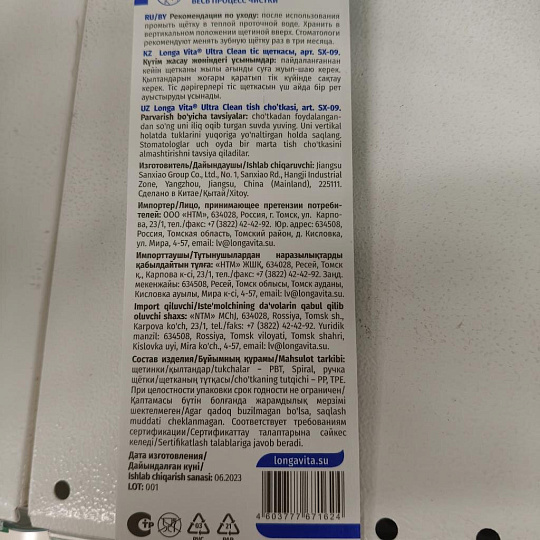 ВЕСЬ ПРОЦЕСС ЧИСТКИ
RU/BY Рекомендации по уходу: после использования
промыть щётку в теплой проточной воде. Хранить в
вертикальном положении щетиной вверх. Стоматологи
рекомендуют менять зубную щётку раз в три месяца.
KZ Longa Vita® Ultra Clean тіс щеткасы, арт. SX-09.
Күтім жасау жөніндегі ұсынымдар: пайдаланғаннан
кейін щетканы жылы ағынды суға жуып-шаю керек.
Қылтандарын жоғары қаратып тік күйінде сақтау
керек. Тіс дәрігерлері тіс щеткасын үш айда бір рет
ауыстыруды ұсынады.
UZ Longa Vita® Ultra Clean tish cho'tkasi, art. SX-09.
Parvarish bo'yicha tavsiyalar: cho'tkadan foydalangan-
dan so'ng uni iliq oqib turgan suvda yuving. Uni vertikal
holatda tuklarini yuqoriga yo'naltirgan holda saqlang.
Stomatologlar uch oyda bir marta tish cho'tkasini
almashtirishni tavsiya qiladilar.
Изготовитель/Дайындаушы/Ishlab chiqaruvchi: Jiangsu
Sanxiao Group Co., Ltd., No. 1, Sanxiao Rd., Hangji Industrial
Zone, Yangzhou, Jiangsu, China (Mainland), 225111.
Сделано в Китае/Қытай/Xitoy.
Импортер/Лицо, принимающее претензии потреби-
телей: ООО «НТМ», 634028, Россия, г. Томск, ул. Карпо-
ва, 23/1, тел./факс: +7 (3822) 42-42-92. Юр. адрес: 634508,
Россия, Томская область, Томский район, д. Кисловка,
ул. Мира, 4-57, email: lv@longavita.su
Импорттаушы/Тұтынушылардан наразылықтарды
қабылдайтын тұлға: «НТМ» ЖШҚ, 634028, Ресей, Томск
қ., Карпова к-сі, 23/1, тел./факс: +7 (3822) 42-42-92. Заңд.
мекенжайы: 634508, Ресей, Томск облысы, Томск ауданы,
Кисловка ауылы, Мира к-сі, 4-57, email: lv@longavita.su
Import qiluvchi/Iste'molchining da'volarin qabul qilib
oluvchi shaxs: «NTM» MChJ, 634028, Rossiya, Tomsk sh.,
Karpova ko'ch, 23/1, tel./faks: +7 (3822) 42-42-92. Yuridik
manzil: 634508, Rossiya, Tomsk viloyati, Tomsk shahri,
Kislovka uyi, Mira ko'ch., 4-57, email: lv@longavita.su
Состав изделия/Бұйымның құрамы/Mahsulot tarkibi:
щетинки/қылтандар/tukchalar – PBT, Spiral, ручка
щётки/щетканың тұтқасы/cho'tkaning tutqichi – PP, TPE.
При целостности упаковки срок годности не ограничен/
Қаптамасы бүтін болғанда жарамдылық мерзімі
шектелмеген/Agar qadoq buzilmagan bo'lsa, saqlash
muddati cheklanmagan. Соответствует требованиям
сертификации/Сертификаттау талаптарына сәйкес
келеді/Sertifikatlash talablariga javob beradi.
Дата изготовления/
Дайындалған күні/
Ishlab chiqarish sanasi: 06.2023
LOT: 001
longavita.su
4603777671624
03
PVC
21
PAP